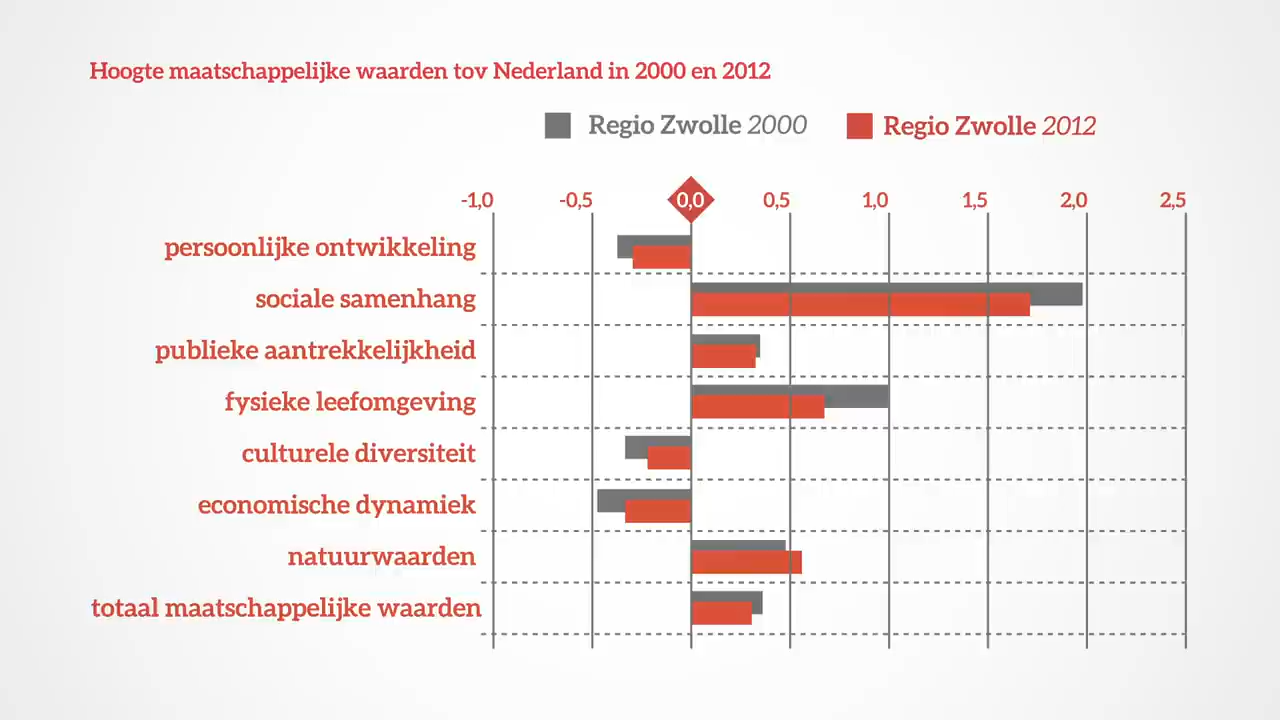 Hoogte maatschappelijke waarden tov Nederland in 2000 en 2012
Regio Zwolle 2000 Regio Zwolle 2012
-1,0 -0,5 0,0 0,5 1,0 1,5 2,0 2,5
persoonlijke ontwikkeling
sociale samenhang
publieke aantrekkelijkheid
fysieke leefomgeving
culturele diversiteit
economische dynamiek
natuurwaarden
totaal maatschappelijke waarden